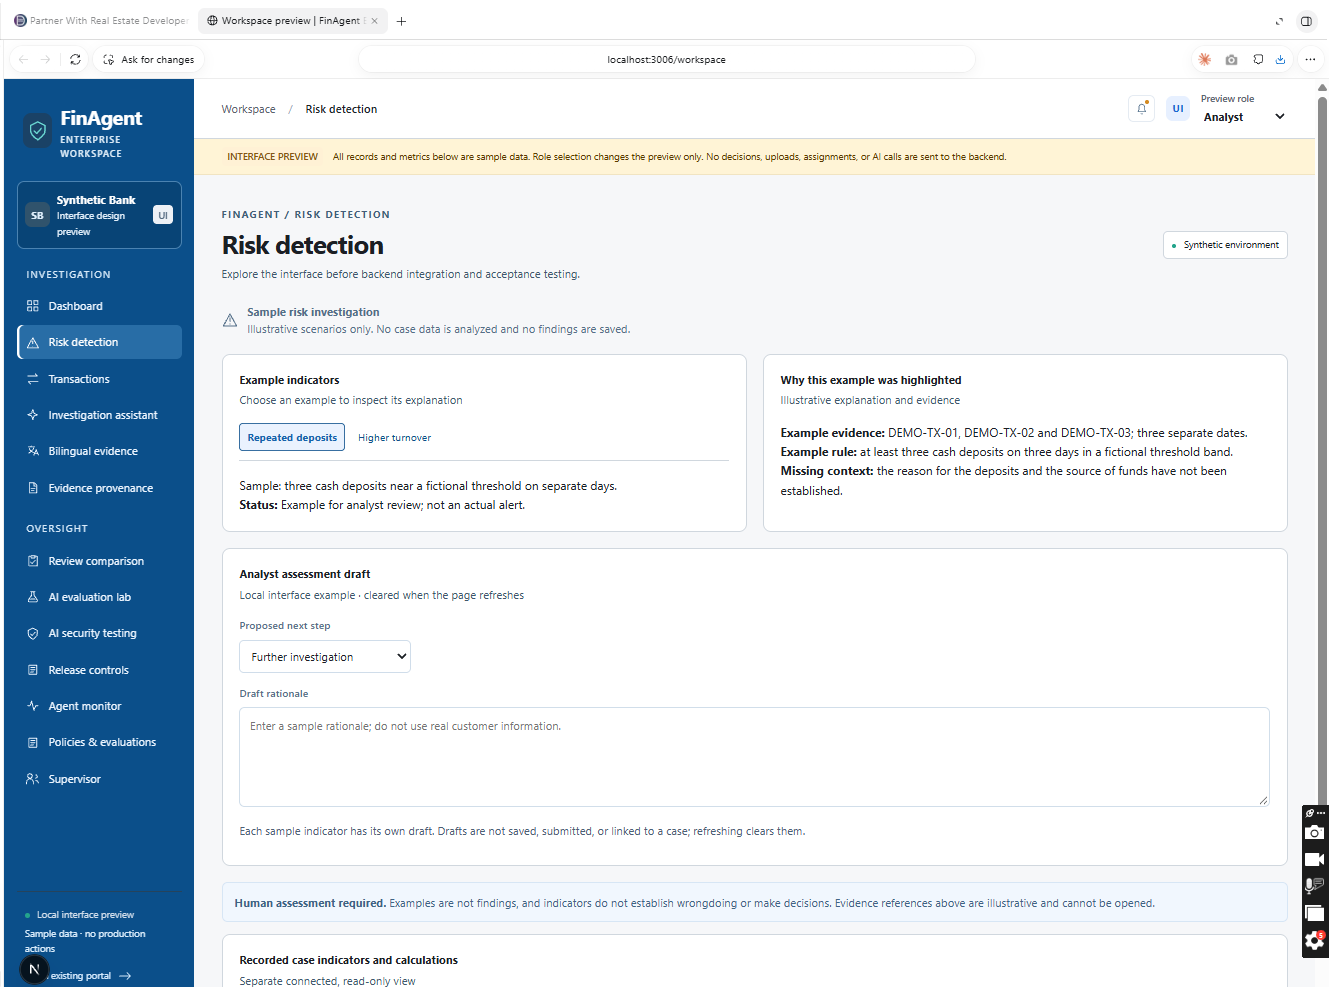 Partner With Real Estate Developer
Workspace preview | FinAgent
Ask for changes
localhost:3006/workspace
FinAgent
ENTERPRISE
WORKSPACE
SB
Synthetic Bank
Interface design
preview
UI
INVESTIGATION
Dashboard
Risk detection
Transactions
Investigation assistant
Bilingual evidence
Evidence provenance
OVERSIGHT
Review comparison
AI evaluation lab
AI security testing
Release controls
Agent monitor
Policies & evaluations
Supervisor
Local interface preview
Sample data · no production
actions
N
existing portal →
Workspace / Risk detection
UI
Preview role
Analyst
INTERFACE PREVIEW All records and metrics below are sample data. Role selection changes the preview only. No decisions, uploads, assignments, or AI calls are sent to the backend.
FINAGENT / RISK DETECTION
Risk detection
Explore the interface before backend integration and acceptance testing.
Synthetic environment
Sample risk investigation
Illustrative scenarios only. No case data is analyzed and no findings are saved.
Example indicators
Choose an example to inspect its explanation
Repeated deposits Higher turnover
Sample: three cash deposits near a fictional threshold on separate days.
Status: Example for analyst review; not an actual alert.
Why this example was highlighted
Illustrative explanation and evidence
Example evidence: DEMO-TX-01, DEMO-TX-02 and DEMO-TX-03; three separate dates.
Example rule: at least three cash deposits on three days in a fictional threshold band.
Missing context: the reason for the deposits and the source of funds have not been
established.
Analyst assessment draft
Local interface example · cleared when the page refreshes
Proposed next step
Further investigation
Draft rationale
Enter a sample rationale; do not use real customer information.
Each sample indicator has its own draft. Drafts are not saved, submitted, or linked to a case; refreshing clears them.
Human assessment required. Examples are not findings, and indicators do not establish wrongdoing or make decisions. Evidence references above are illustrative and cannot be opened.
Recorded case indicators and calculations
Separate connected, read-only view
5